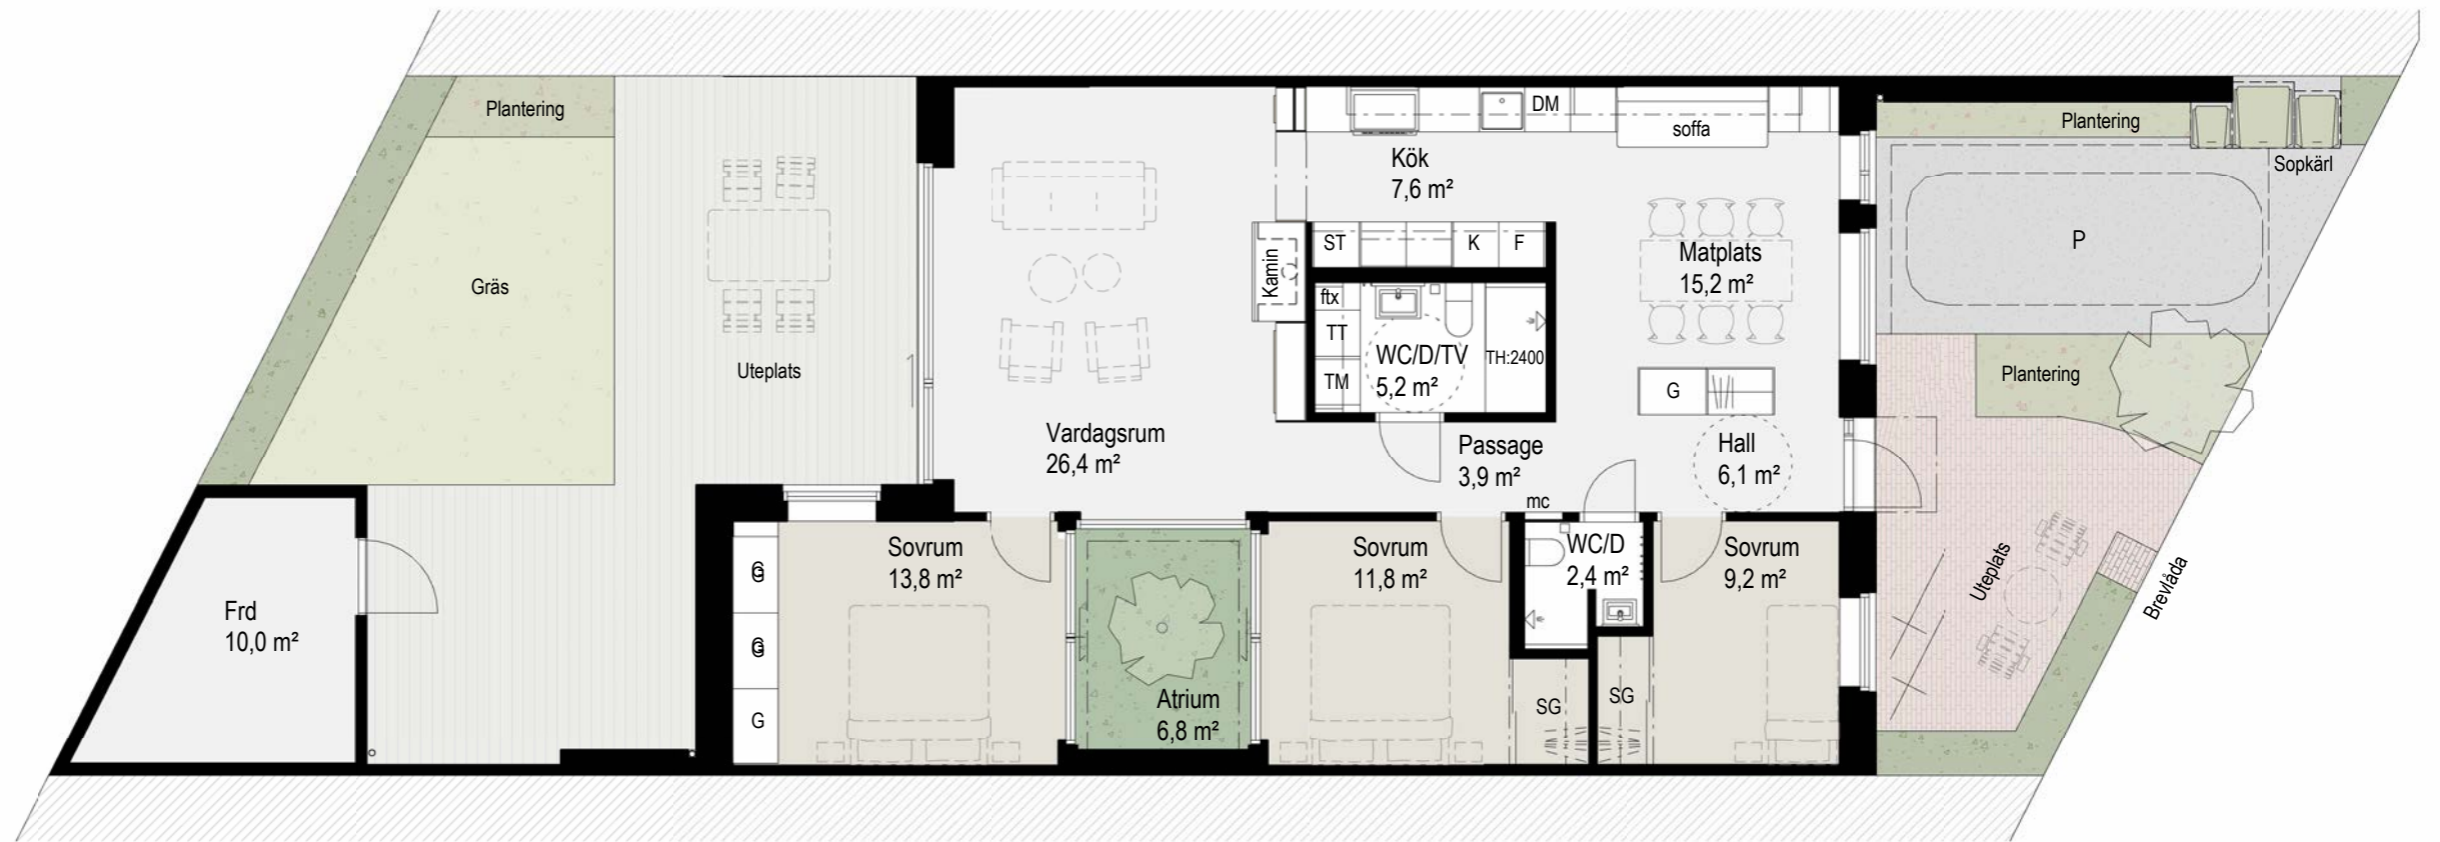 Plantering
Gräs
Uteplats
Frd
10,0 m²
Vardagsrum
26,4 m²
Kamin
DM
soffa
Kök
7,6 m²
ST
K
F
ftx
TT
TM
WC/D/TV
5,2 m²
TH:2400
Matplats
15,2 m²
G
Passage
3,9 m²
Hall
6,1 m²
mc
G
G
G
G
G
Sovrum
13,8 m²
Atrium
6,8 m²
Sovrum
11,8 m²
SG
WC/D
2,4 m²
SG
Sovrum
9,2 m²
Plantering
Sopkärl
P
Plantering
Uteplats
Brevlåda